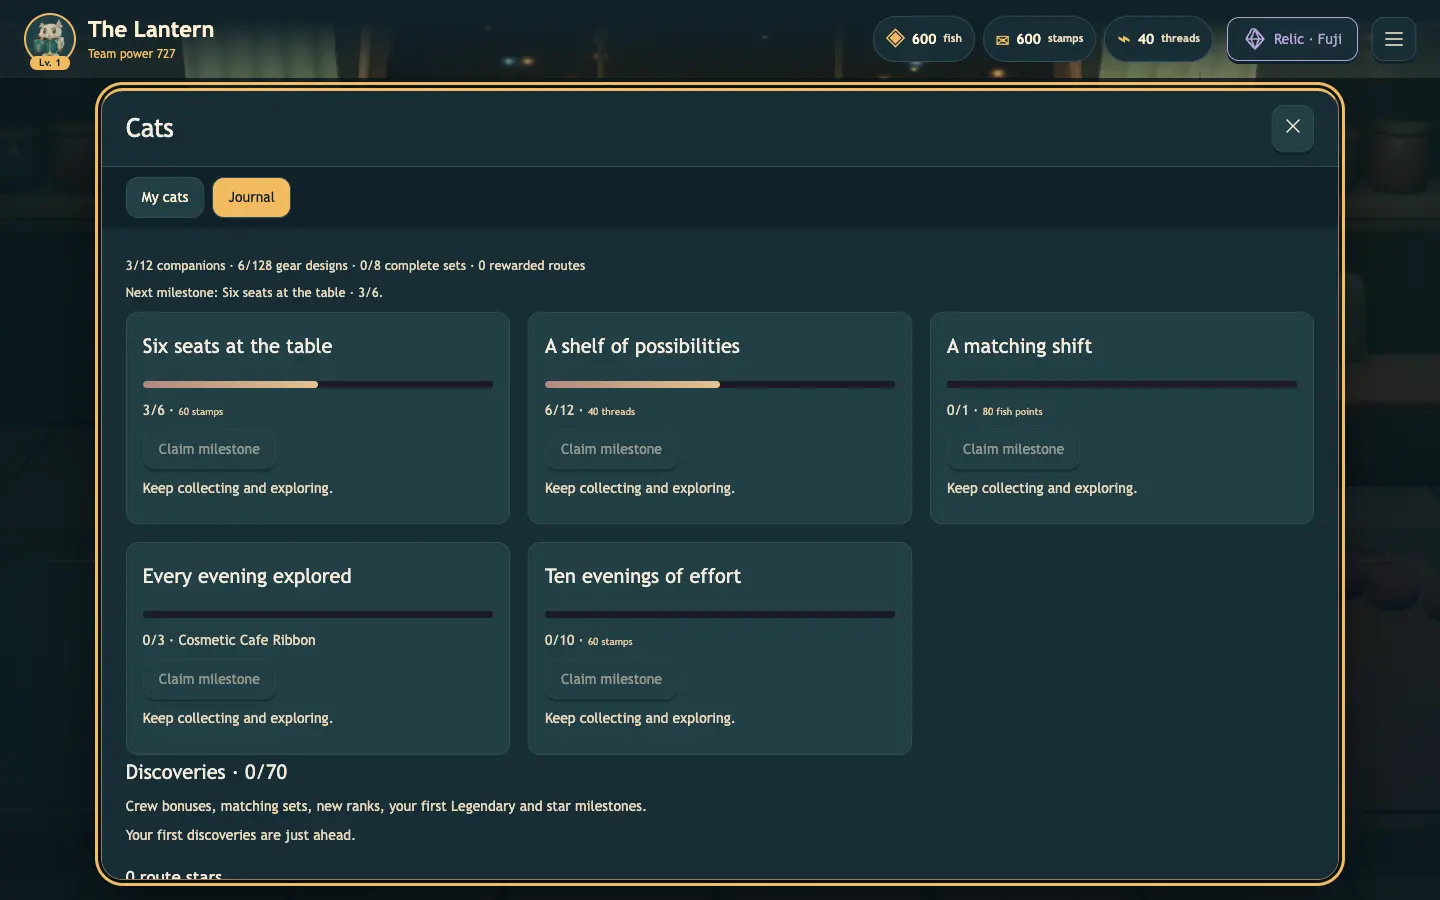 The Lantern
Team power 727
Lv. 1
600 fish
600 stamps
40 threads
Relic · Fuji
Cats
My cats
Journal
3/12 companions · 6/128 gear designs · 0/8 complete sets · 0 rewarded routes
Next milestone: Six seats at the table · 3/6.
Six seats at the table
3/6 · 60 stamps
Claim milestone
Keep collecting and exploring.
A shelf of possibilities
6/12 · 40 threads
Claim milestone
Keep collecting and exploring.
A matching shift
0/1 · 80 fish points
Claim milestone
Keep collecting and exploring.
Every evening explored
0/3 · Cosmetic Cafe Ribbon
Claim milestone
Keep collecting and exploring.
Ten evenings of effort
0/10 · 60 stamps
Claim milestone
Keep collecting and exploring.
Discoveries · 0/70
Crew bonuses, matching sets, new ranks, your first Legendary and star milestones.
Your first discoveries are just ahead.
0 route stars